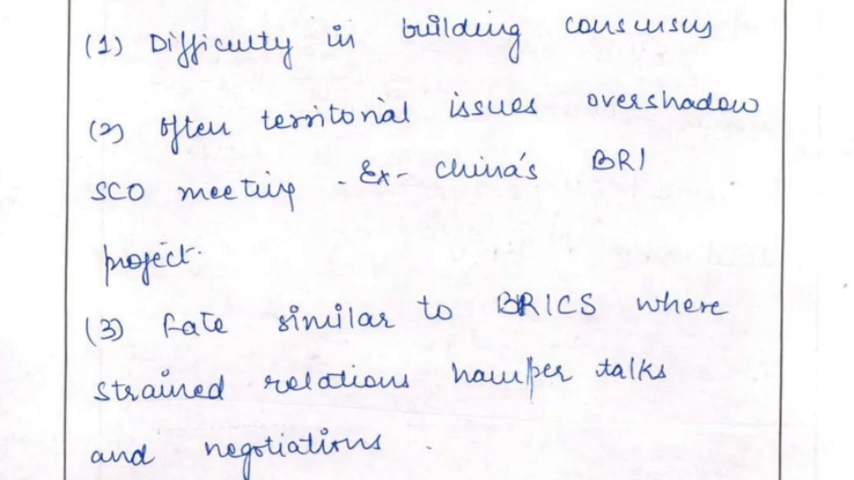 (1) Difficulty in building consensus
(2) Often territorial issues overshadow
SCO meeting - Ex- China's BRI
project.
(3) Fate similar to BRICS where
strained relations hamper talks
and negotiations.